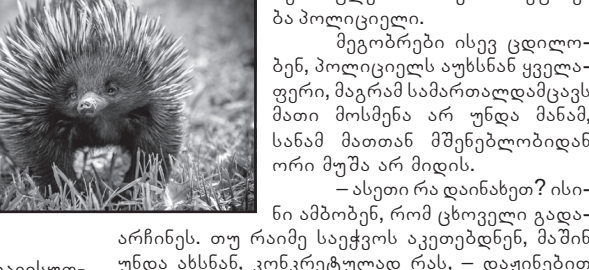 ბა პოლიციელი.
მეგობრები ისევ ცდილო-
ბენ, პოლიციელს აუხსნან ყველა-
ფერი, მაგრამ სამართალდამცავს
მათი მოსმენა არ უნდა მანამ,
სანამ მათთან მშენებლობიდან
ორი მუშა არ მიდის.
– ასეთი რა დაინახეთ? ისი-
ნი ამბობენ, რომ ცხოველი გადა-
არჩინეს. თუ რაიმე საეჭვოს აკეთებდნენ, მაშინ
უნდა ახსნან, კონკრეტულად რას, – დაჟინებით